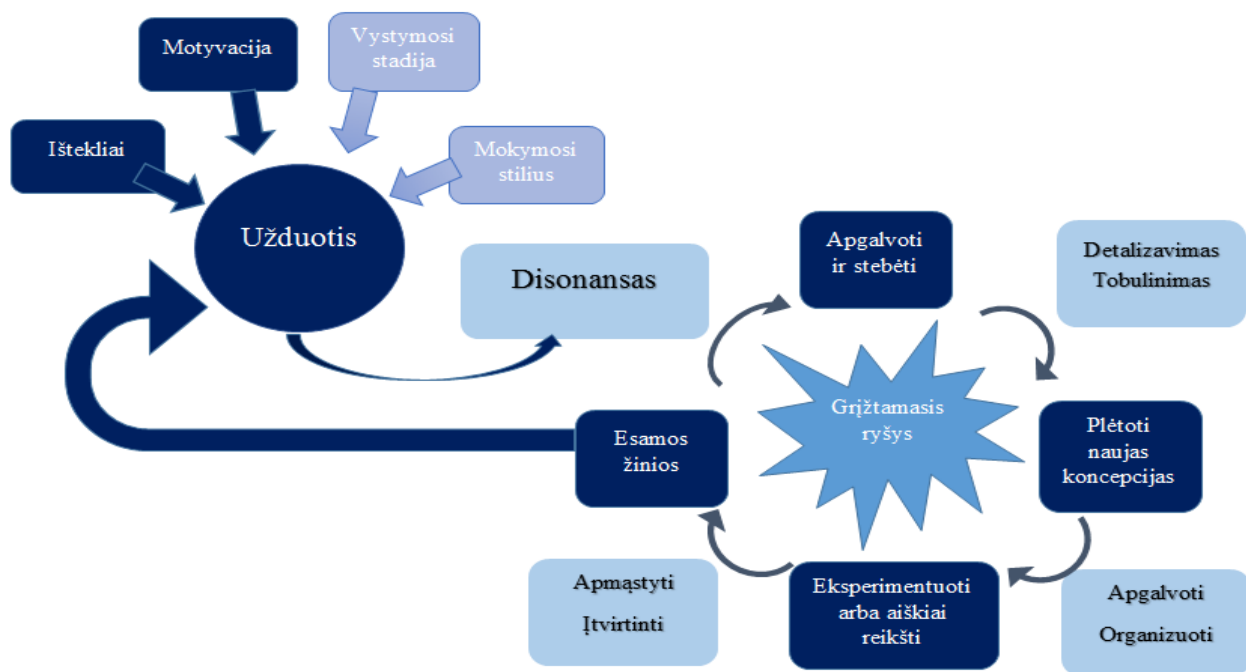 Motyvacija
Vystymosi
stadija
Ištekliai
Mokymosi
stilius
Užduotis
Disonansas
Apgalvoti
ir stebėti
Detalizavimas
Tobulinimas
Grįžtamasis
ryšys
Esamos
žinios
Plėtoti
naujas
koncepcijas
Apmąstyti
Įtvirtinti
Eksperimentuoti
arba aiškiai
reikšti
Apgalvoti
Organizuoti